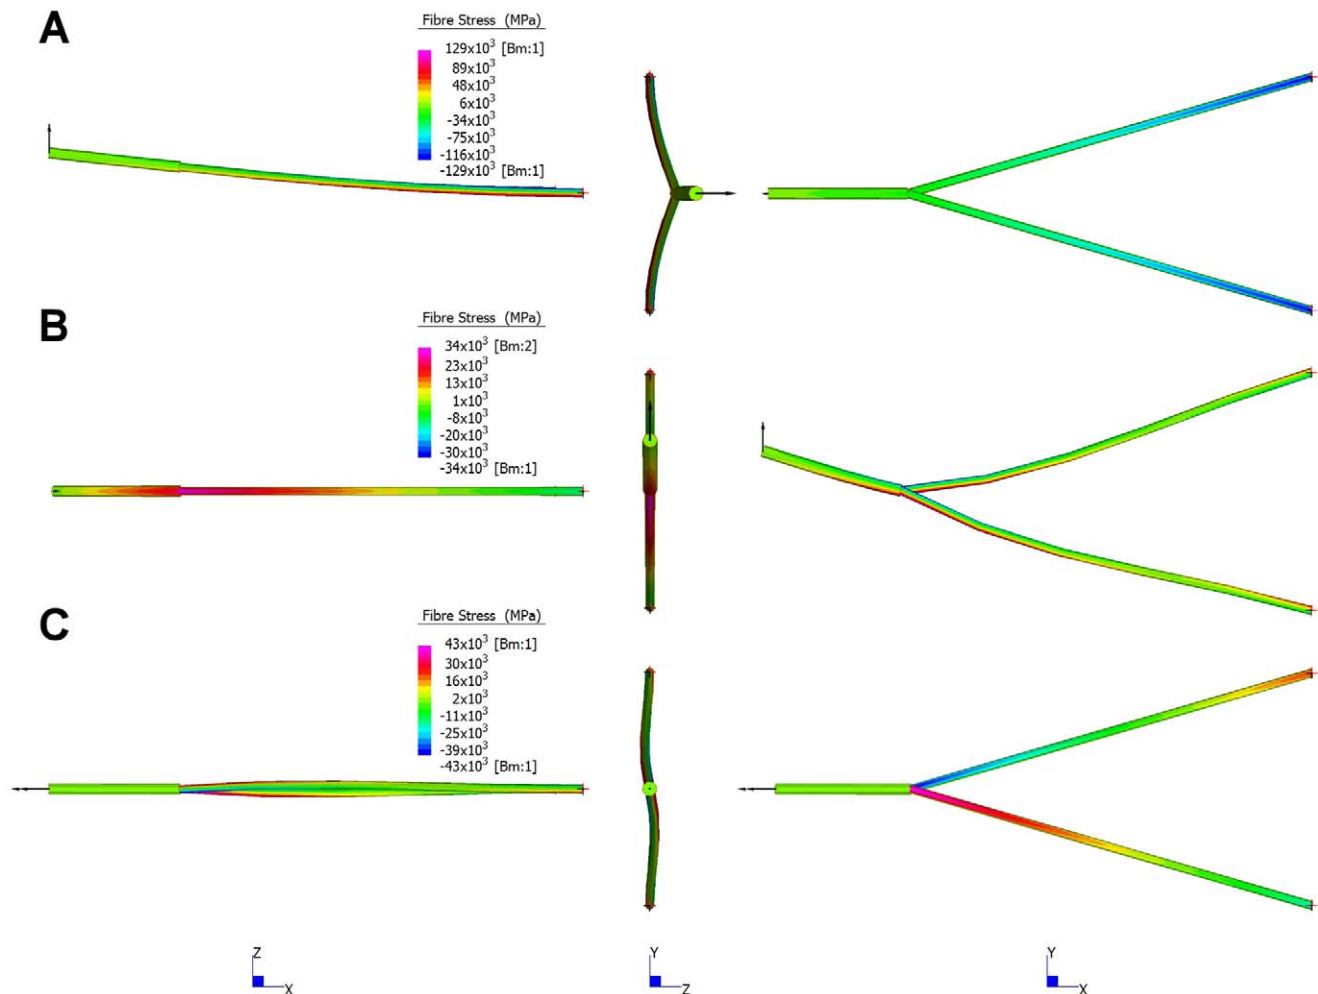 A
Fibre Stress (MPa)
129x10³ [Bm:1]
89x10³
48x10³
6x10³
-34x10³
-75x10³
-116x10³
-129x10³ [Bm:1]
B
Fibre Stress (MPa)
34x10³ [Bm:2]
23x10³
13x10³
1x10³
-8x10³
-20x10³
-30x10³
-34x10³ [Bm:1]
C
Fibre Stress (MPa)
43x10³ [Bm:1]
30x10³
16x10³
2x10³
-11x10³
-25x10³
-39x10³
-43x10³ [Bm:1]
Z
X
Y
Z
Y
X